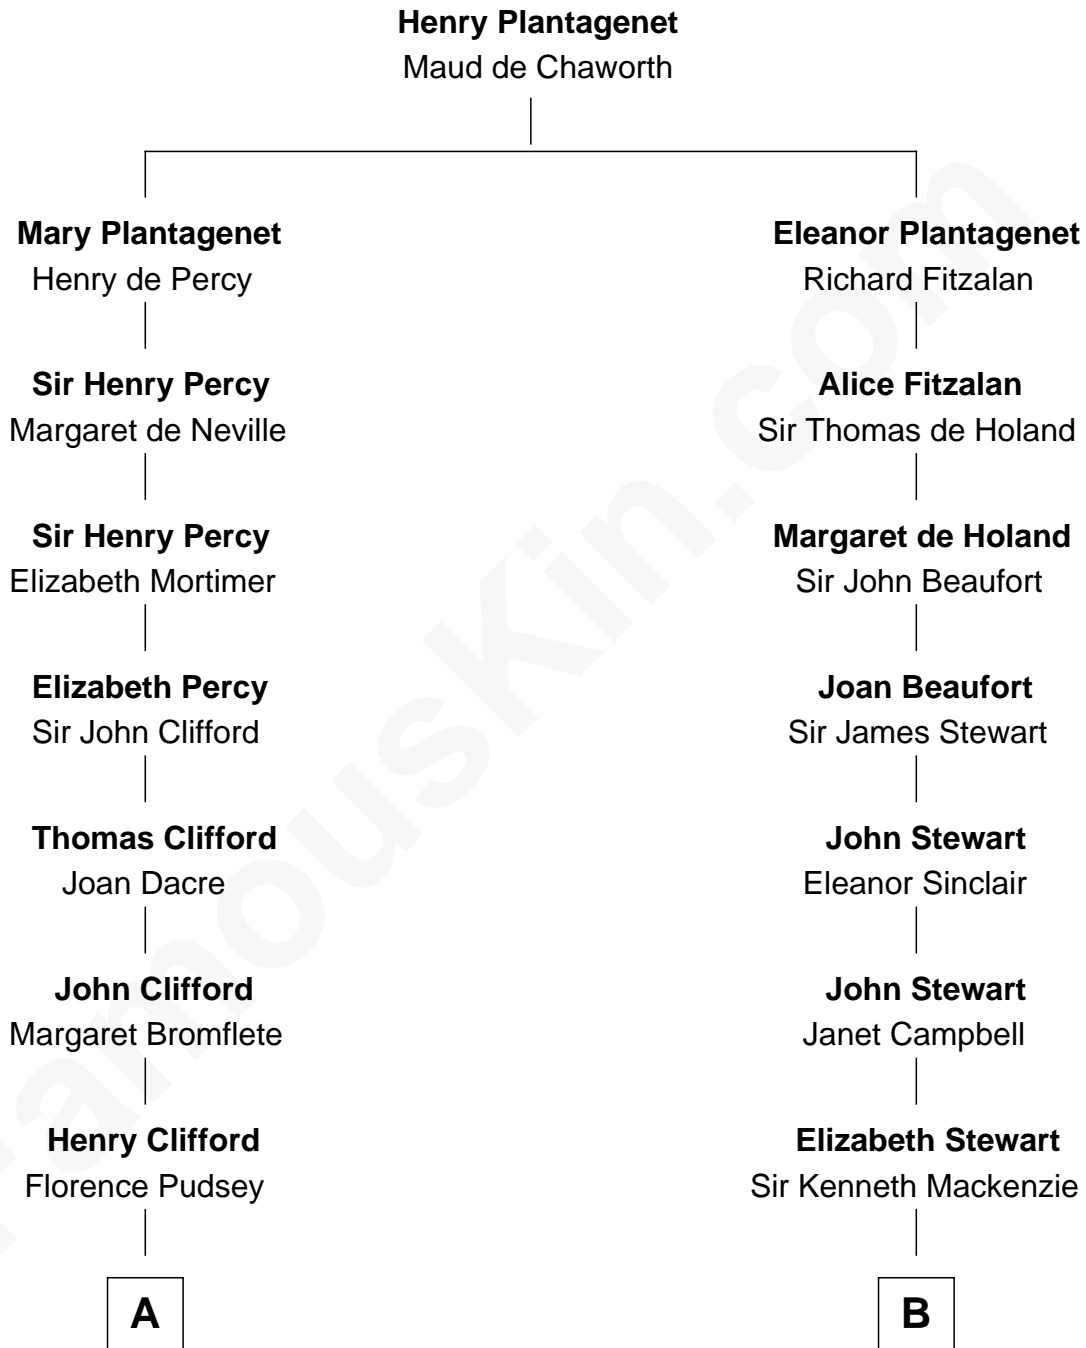 Henry Plantagenet
Maud de Chaworth
Mary Plantagenet
Henry de Percy
Eleanor Plantagenet
Richard Fitzalan
Sir Henry Percy
Margaret de Neville
Alice Fitzalan
Sir Thomas de Holand
Sir Henry Percy
Elizabeth Mortimer
Margaret de Holand
Sir John Beaufort
Elizabeth Percy
Sir John Clifford
Joan Beaufort
Sir James Stewart
Thomas Clifford
Joan Dacre
John Stewart
Eleanor Sinclair
John Clifford
Margaret Bromflete
John Stewart
Janet Campbell
Henry Clifford
Florence Pudsey
Elizabeth Stewart
Sir Kenneth Mackenzie
A
B
FamousKin.com